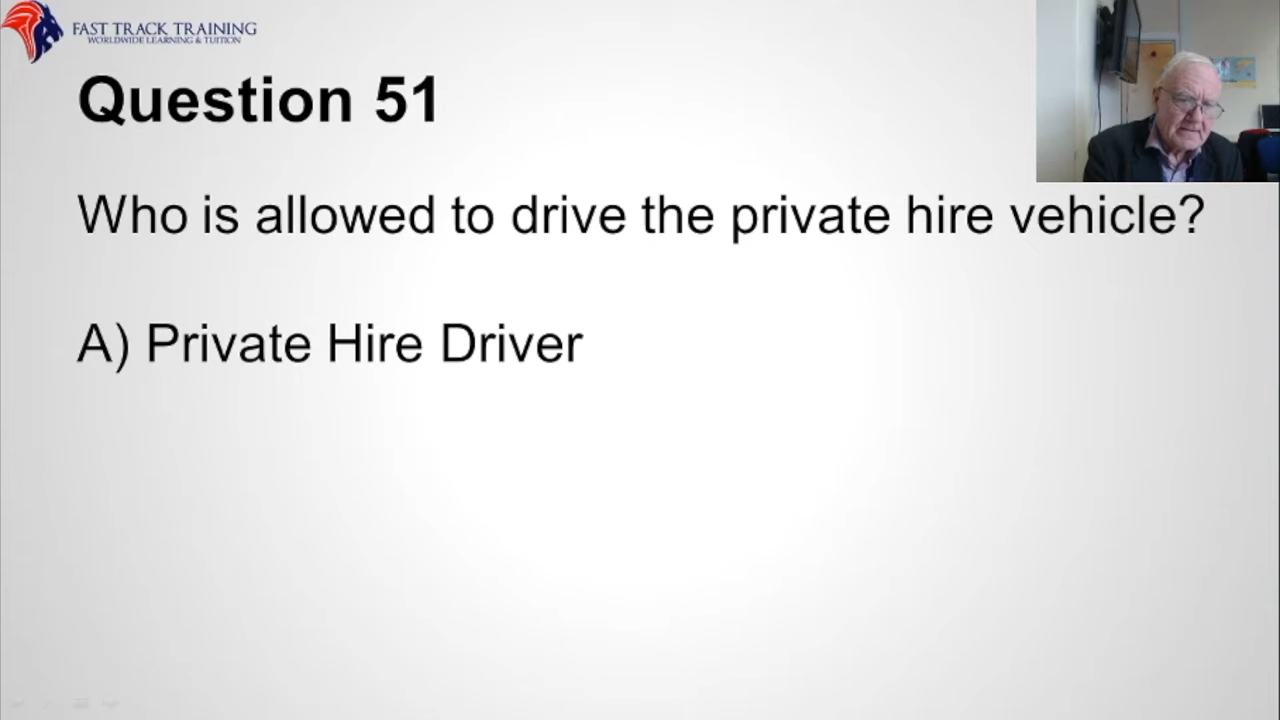 FAST TRACK TRAINING
WORLDWIDE LEARNING & TUITION
Question 51
Who is allowed to drive the private hire vehicle?
A) Private Hire Driver